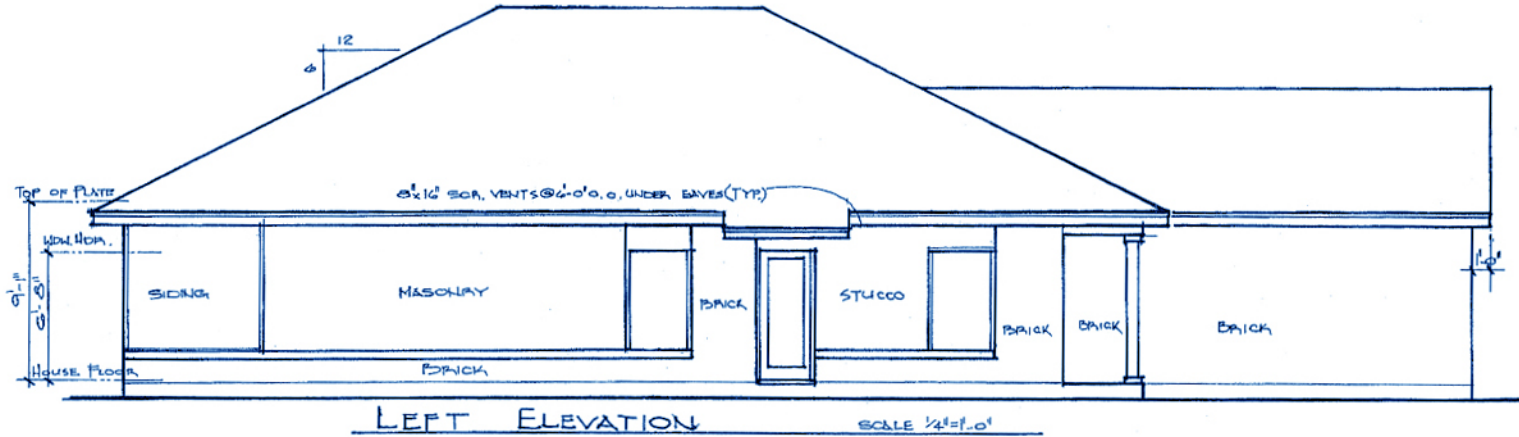 12
6
TOP OF PLATE
8"x16" SCR. VENTS@6'-0"O.C. UNDER EAVES(TYP.)
WDW. HDR.
9'-1"
6'-8"
SIDING
MASONRY
BRICK
STUCCO
BRICK
BRICK
BRICK
1'-0"
HOUSE FLOOR
BRICK
LEFT ELEVATION
SCALE 1/4"=1'-0"